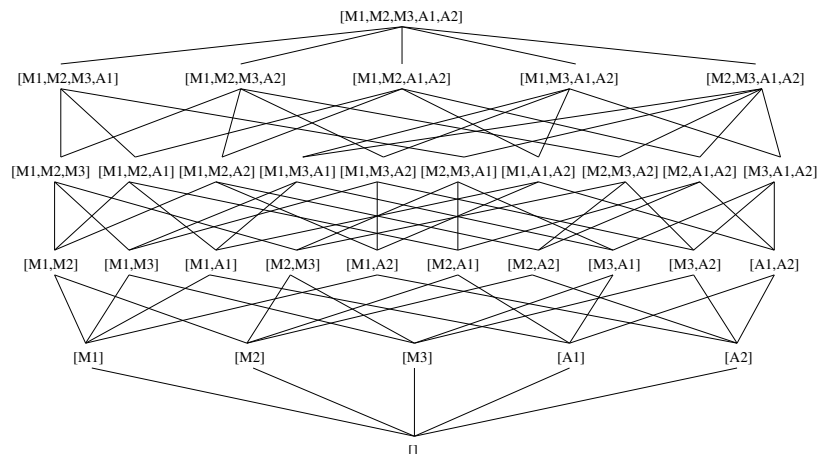 [M1,M2,M3,A1,A2]
[M1,M2,M3,A1] [M1,M2,M3,A2] [M1,M2,A1,A2] [M1,M3,A1,A2] [M2,M3,A1,A2]
[M1,M2,M3] [M1,M2,A1] [M1,M2,A2] [M1,M3,A1] [M1,M3,A2] [M2,M3,A1] [M1,A1,A2] [M2,M3,A2] [M2,A1,A2] [M3,A1,A2]
[M1,M2] [M1,M3] [M1,A1] [M2,M3] [M1,A2] [M2,A1] [M2,A2] [M3,A1] [M3,A2] [A1,A2]
[M1] [M2] [M3] [A1] [A2]
[]